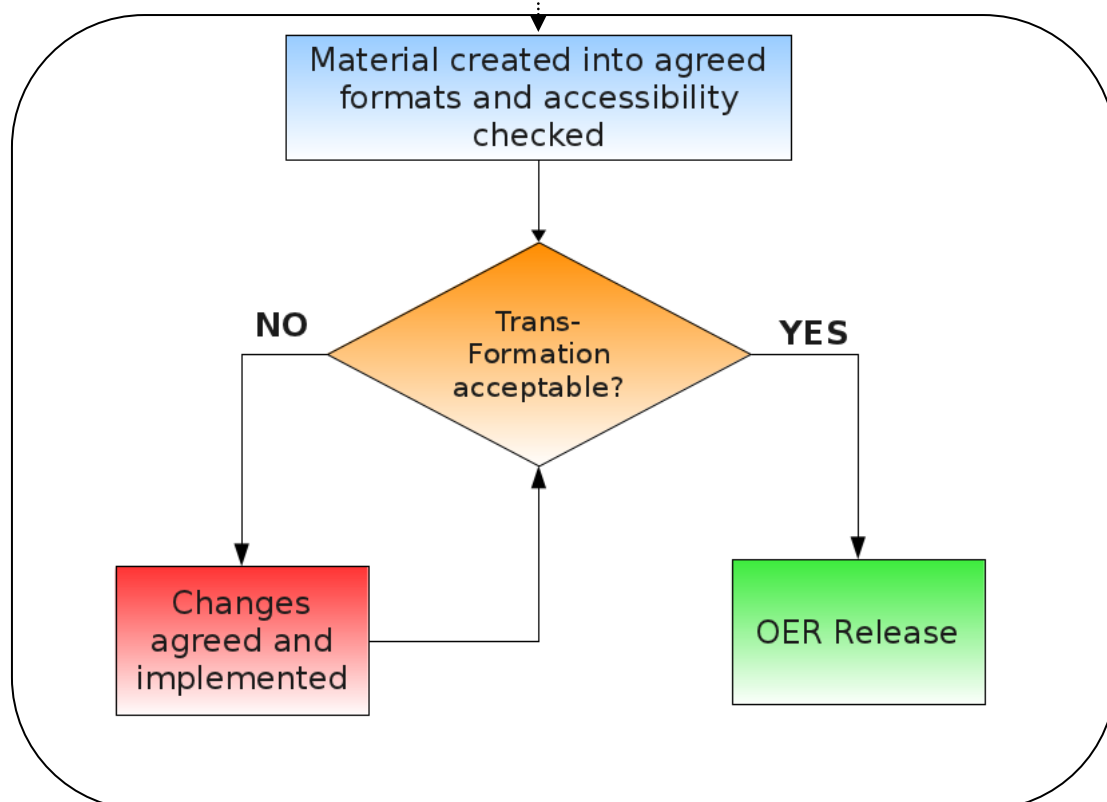 Material created into agreed
formats and accessibility
checked
NO
YES
Trans-
Formation
acceptable?
Changes
agreed and
implemented
OER Release